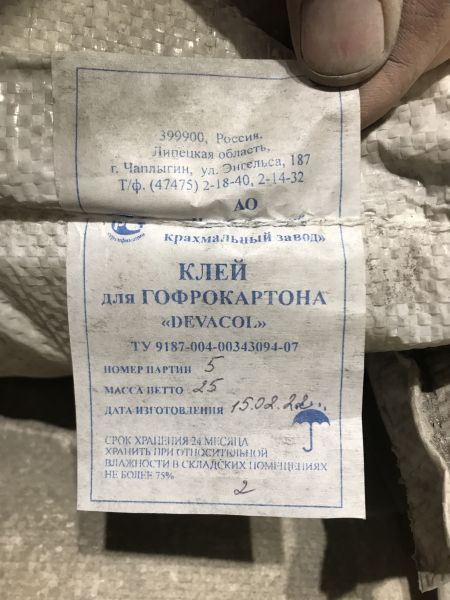 399900, Россия.
Липецкая область,
г. Чаплыгин, ул. Энгельса, 187
Т/ф. (47475) 2-18-40, 2-14-32
АО
крахмальный завод»
КЛЕЙ
для ГОФРОКАРТОНА
«DEVACOL»
ТУ 9187-004-00343094-07
НОМЕР ПАРТИИ 5
МАССА НЕТТО 25
ДАТА ИЗГОТОВЛЕНИЯ 15.02.22.
СРОК ХРАНЕНИЯ 24 МЕСЯЦА
ХРАНИТЬ ПРИ ОТНОСИТЕЛЬНОЙ
ВЛАЖНОСТИ В СКЛАДСКИХ ПОМЕЩЕНИЯХ
НЕ БОЛЕЕ 75%
2